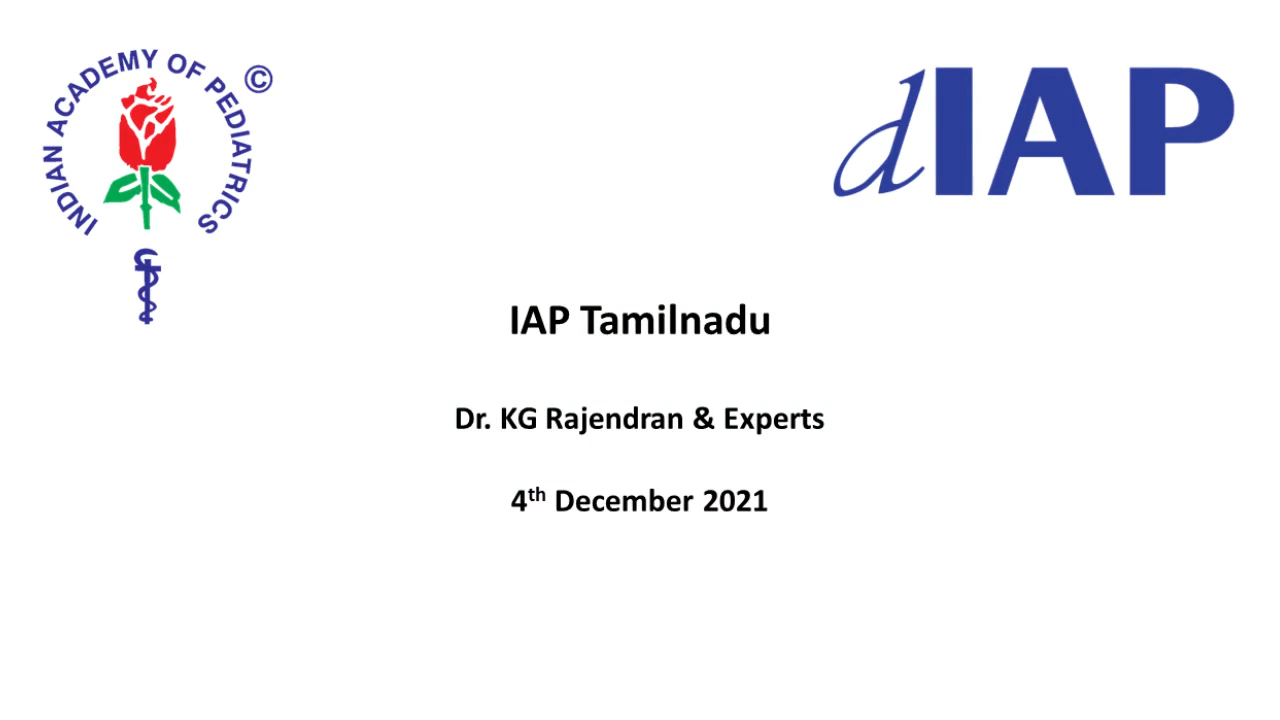 INDIAN ACADEMY OF PEDIATRICS ©
dIAP
IAP Tamilnadu
Dr. KG Rajendran & Experts
4th December 2021